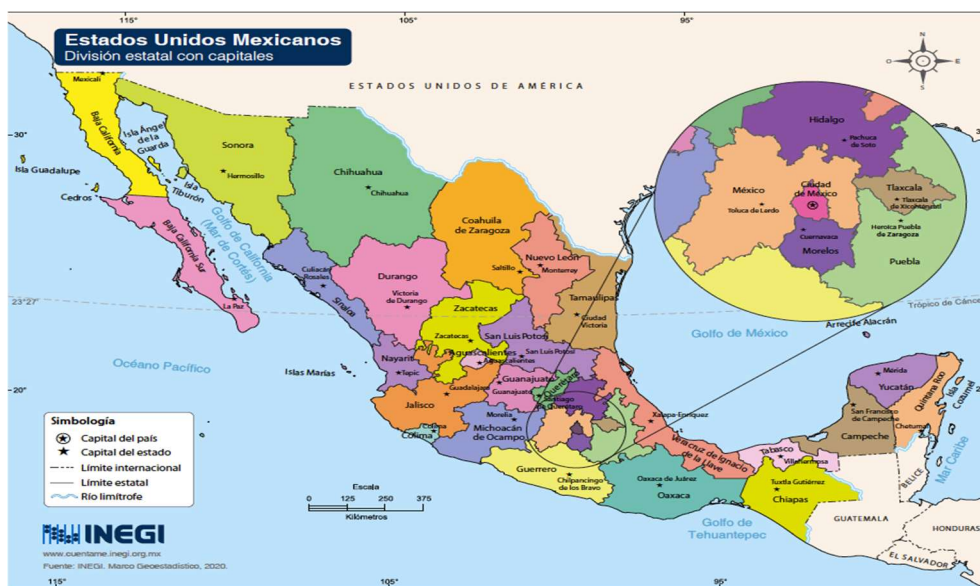 115°
105°
95°
Estados Unidos Mexicanos
División estatal con capitales
ESTADOS UNIDOS DE AMÉRICA
N
O
E
S
Mexicali
Baja California
Isla Ángel
de la
Guarda
30°
Isla Guadalupe
Isla
Tiburón
Cedros
Sonora
Hermosillo
Chihuahua
Chihuahua
Coahuila
de Zaragoza
Saltillo
Nuevo León
Monterrey
Golfo de California
(Mar de Cortés)
Baja California Sur
La Paz
Culiacán
Rosales
Sinaloa
Durango
Victoria
de Durango
Tamaulipas
Ciudad
Victoria
23°27'
Zacatecas
Zacatecas
San Luis Potosí
San Luis Potosí
Aguascalientes
Aguascalientes
Trópico de Cánc
Golfo de México
Arrecife Alacrán
Océano Pacífico
Islas Marías
Nayarit
Tepic
Guadalajara
Jalisco
Guanajuato
Guanajuato
Querétaro
Santiago
de Querétaro
20°
Colima
Colima
Morelia
Michoacán
de Ocampo
Xalapa-Enríquez
Veracruz de Ignacio
de la Llave
Guerrero
Chilpancingo
de los Bravo
Oaxaca de Juárez
Oaxaca
Tabasco
Villahermosa
Tuxtla Gutiérrez
Chiapas
Mérida
Yucatán
Quintana Roo
Isla
Cozumel
San Francisco
de Campeche
Campeche
Chetumal
Mar Caribe
BELICE
GUATEMALA
HONDURAS
EL SALVADOR
Golfo de
Tehuantepec
Hidalgo
Pachuca
de Soto
México
Toluca de Lerdo
Ciudad
de México
Tlaxcala
Tlaxcala
de Xicohténcatl
Cuernavaca
Morelos
Heroica Puebla
de Zaragoza
Puebla
Simbología
Capital del país
Capital del estado
Límite internacional
Límite estatal
Río limítrofe
Escala
0 125 250 375
Kilómetros
INEGI
www.cuentame.inegi.org.mx
Fuente: INEGI. Marco Geoestadístico, 2020.
115°
105°
95°